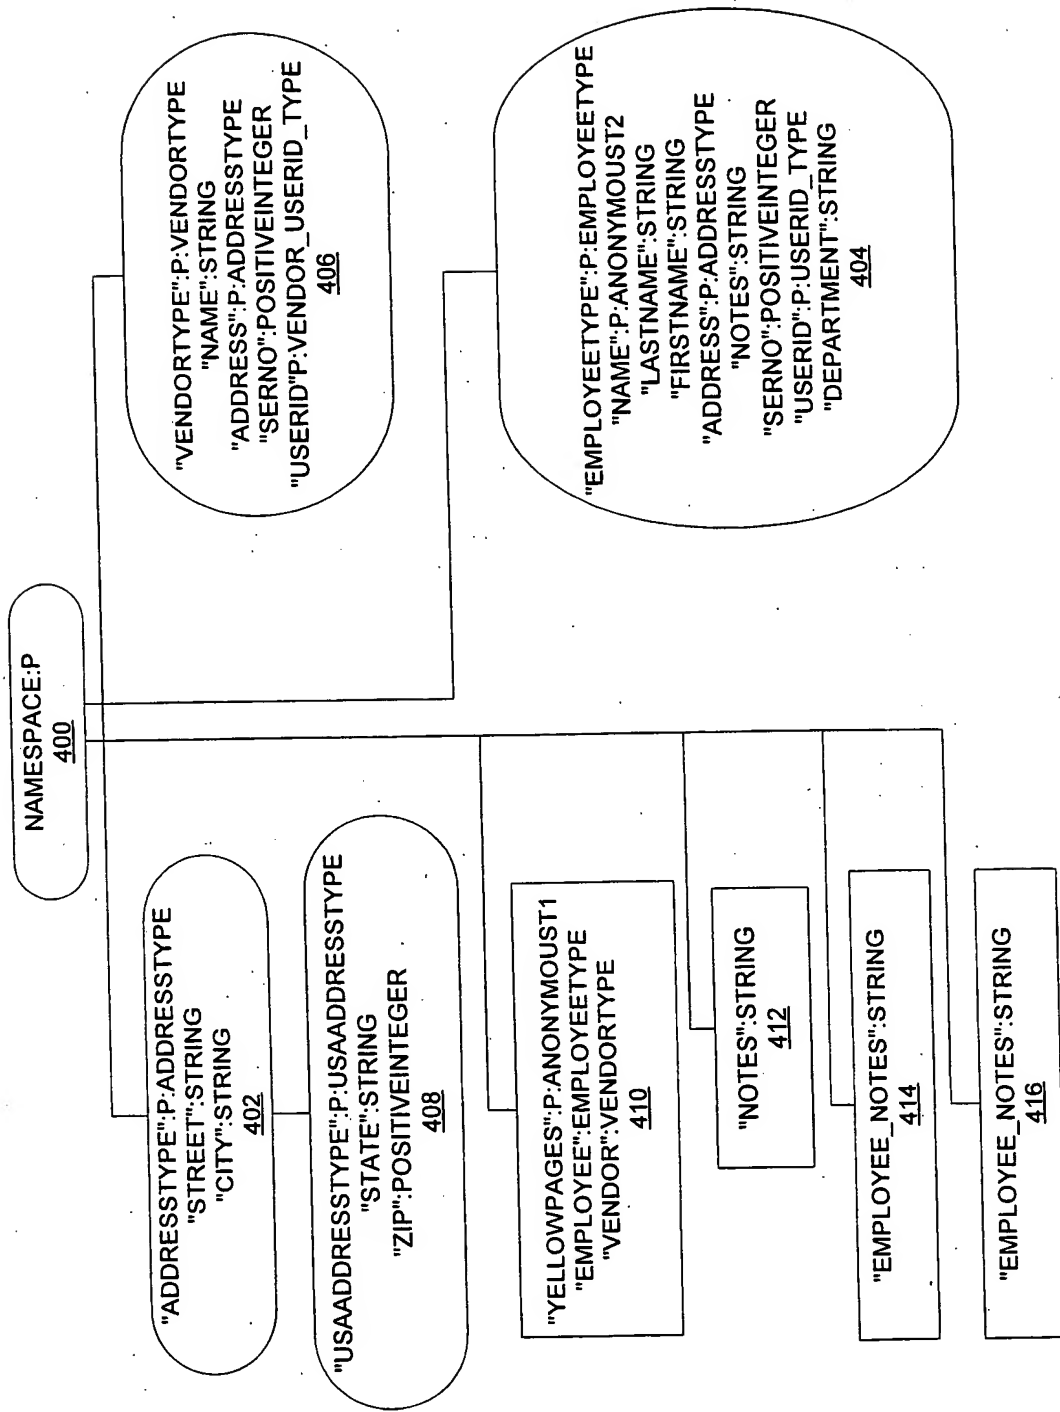 NAMESPACE:P
400
"ADDRESSTYPE":P:ADDRESSTYPE
"STREET":STRING
"CITY":STRING
402
"USAADDRESSTYPE":P:USAADDRESSTYPE
"STATE":STRING
"ZIP":POSITIVEINTEGER
408
"YELLOWPAGES":P:ANONYMOUST1
"EMPLOYEE":EMPLOYEETYPE
"VENDOR":VENDORTYPE
410
"NOTES":STRING
412
"EMPLOYEE_NOTES":STRING
414
"EMPLOYEE_NOTES":STRING
416
"VENDORTYPE":P:VENDORTYPE
"NAME":STRING
"ADDRESS":P:ADDRESSTYPE
"SERNO":POSITIVEINTEGER
"USERID"P:VENDOR_USERID_TYPE
406
"EMPLOYEETYPE":P:EMPLOYEETYPE
"NAME":P:ANONYMOUST2
"LASTNAME":STRING
"FIRSTNAME":STRING
"ADDRESS":P:ADDRESSTYPE
"NOTES":STRING
"SERNO":POSITIVEINTEGER
"USERID":P:USERID_TYPE
"DEPARTMENT":STRING
404